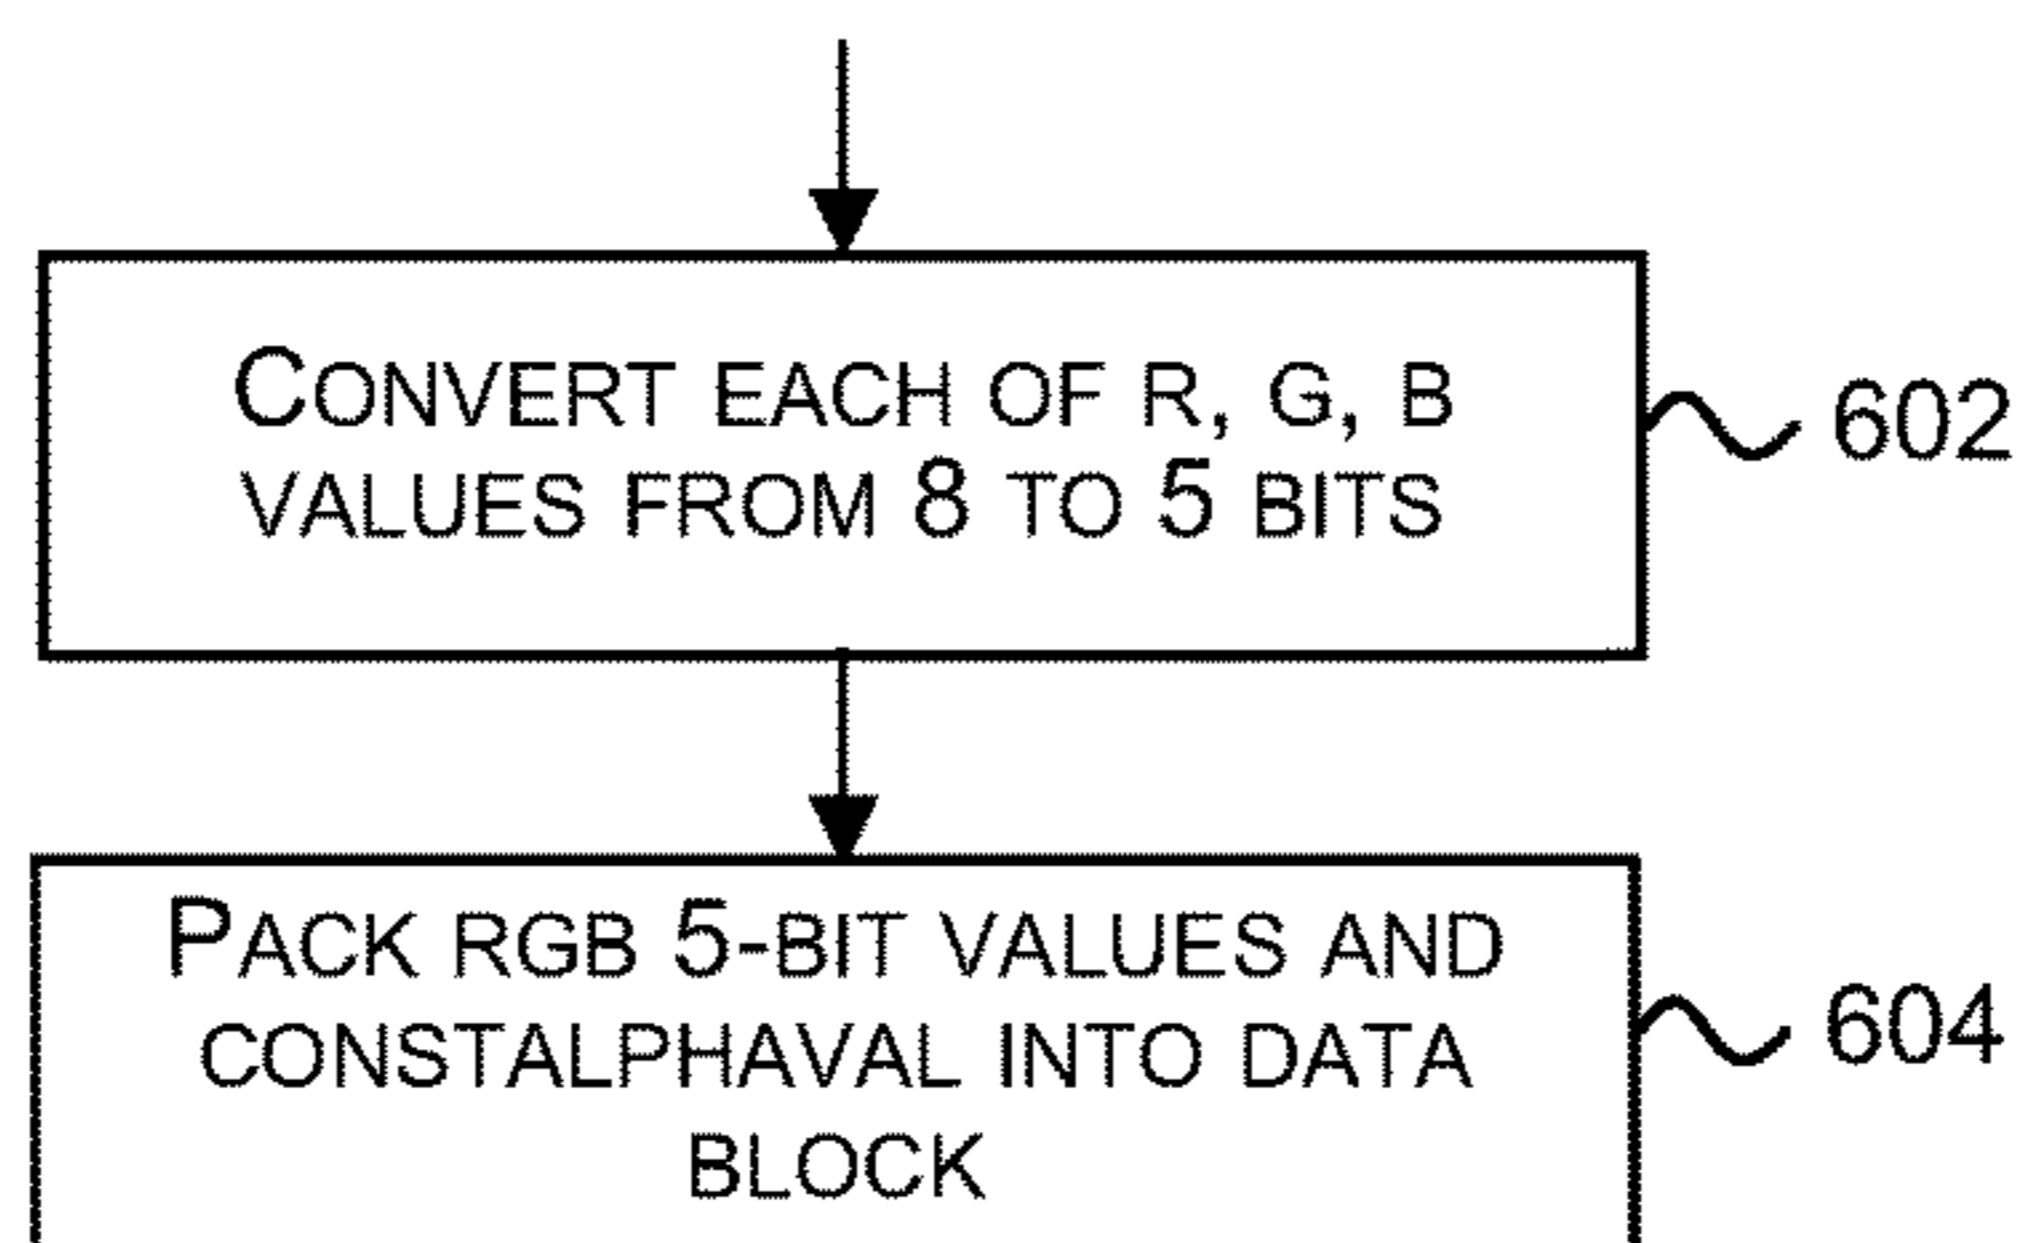 CONVERT EACH OF R, G, B
VALUES FROM 8 TO 5 BITS
602
PACK RGB 5-BIT VALUES AND
CONSTALPHAVAL INTO DATA
BLOCK
604